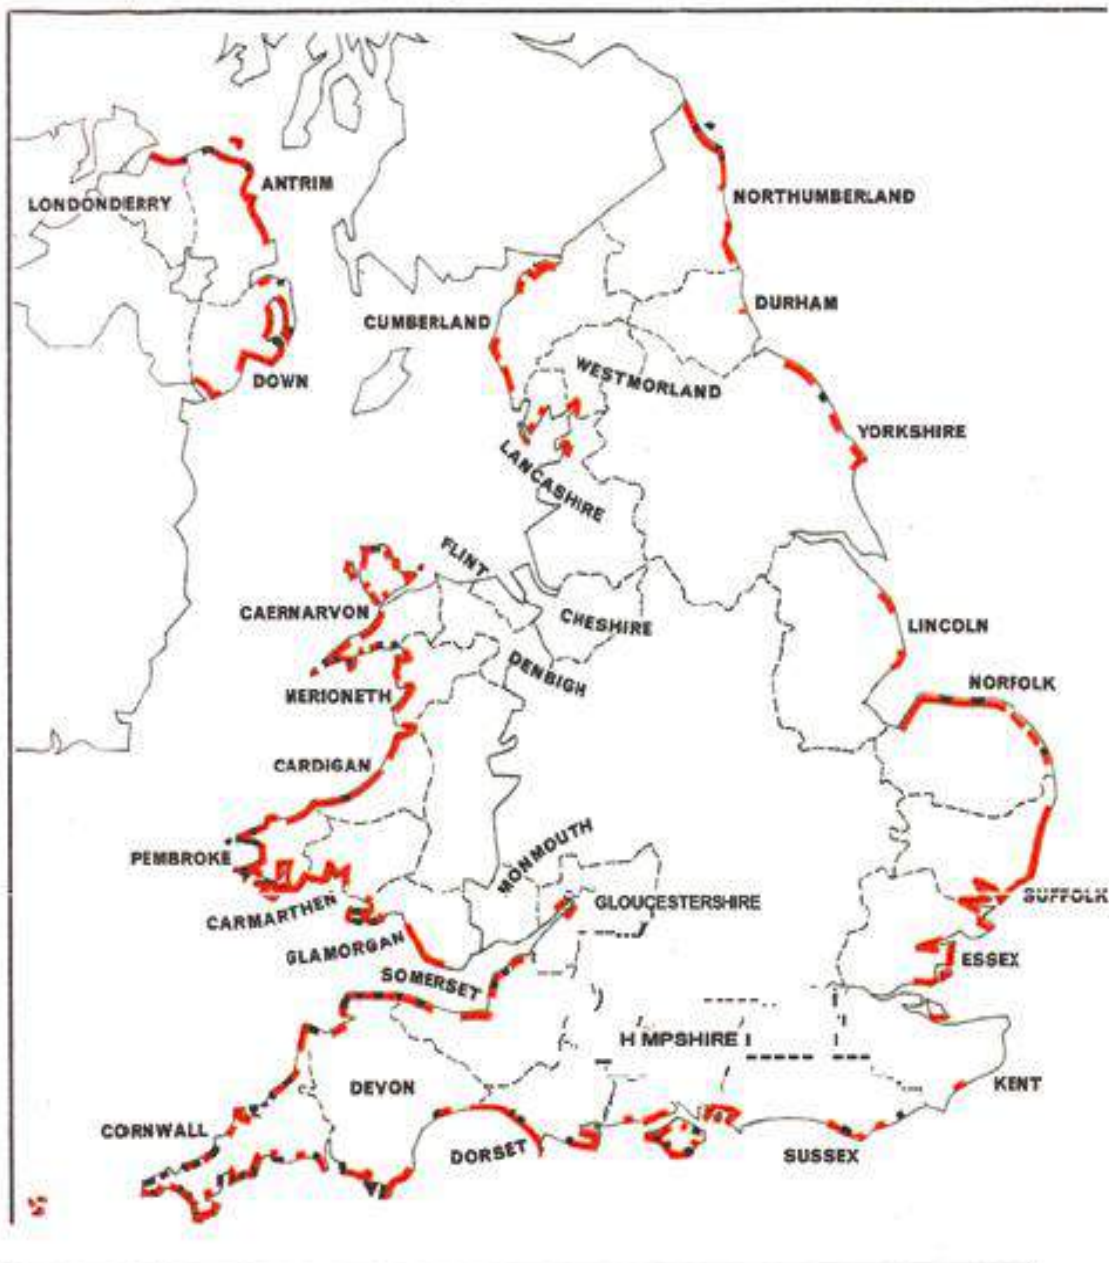 ANTRIM
LONDONDERRY
NORTHUMBERLAND
DURHAM
CUMBERLAND
WESTMORLAND
DOWN
YORKSHIRE
LANCASHIRE
FLINT
CAERNARVON
CHESHIRE
LINCOLN
DENBIGH
NORFOLK
MERIONETH
CARDIGAN
MONMOUTH
PEMBROKE
SUFFOLK
GLOUCESTERSHIRE
CARMARTHEN
GLAMORGAN
ESSEX
SOMERSET
H MPSHIRE
KENT
DEVON
CORNWALL
DORSET
SUSSEX